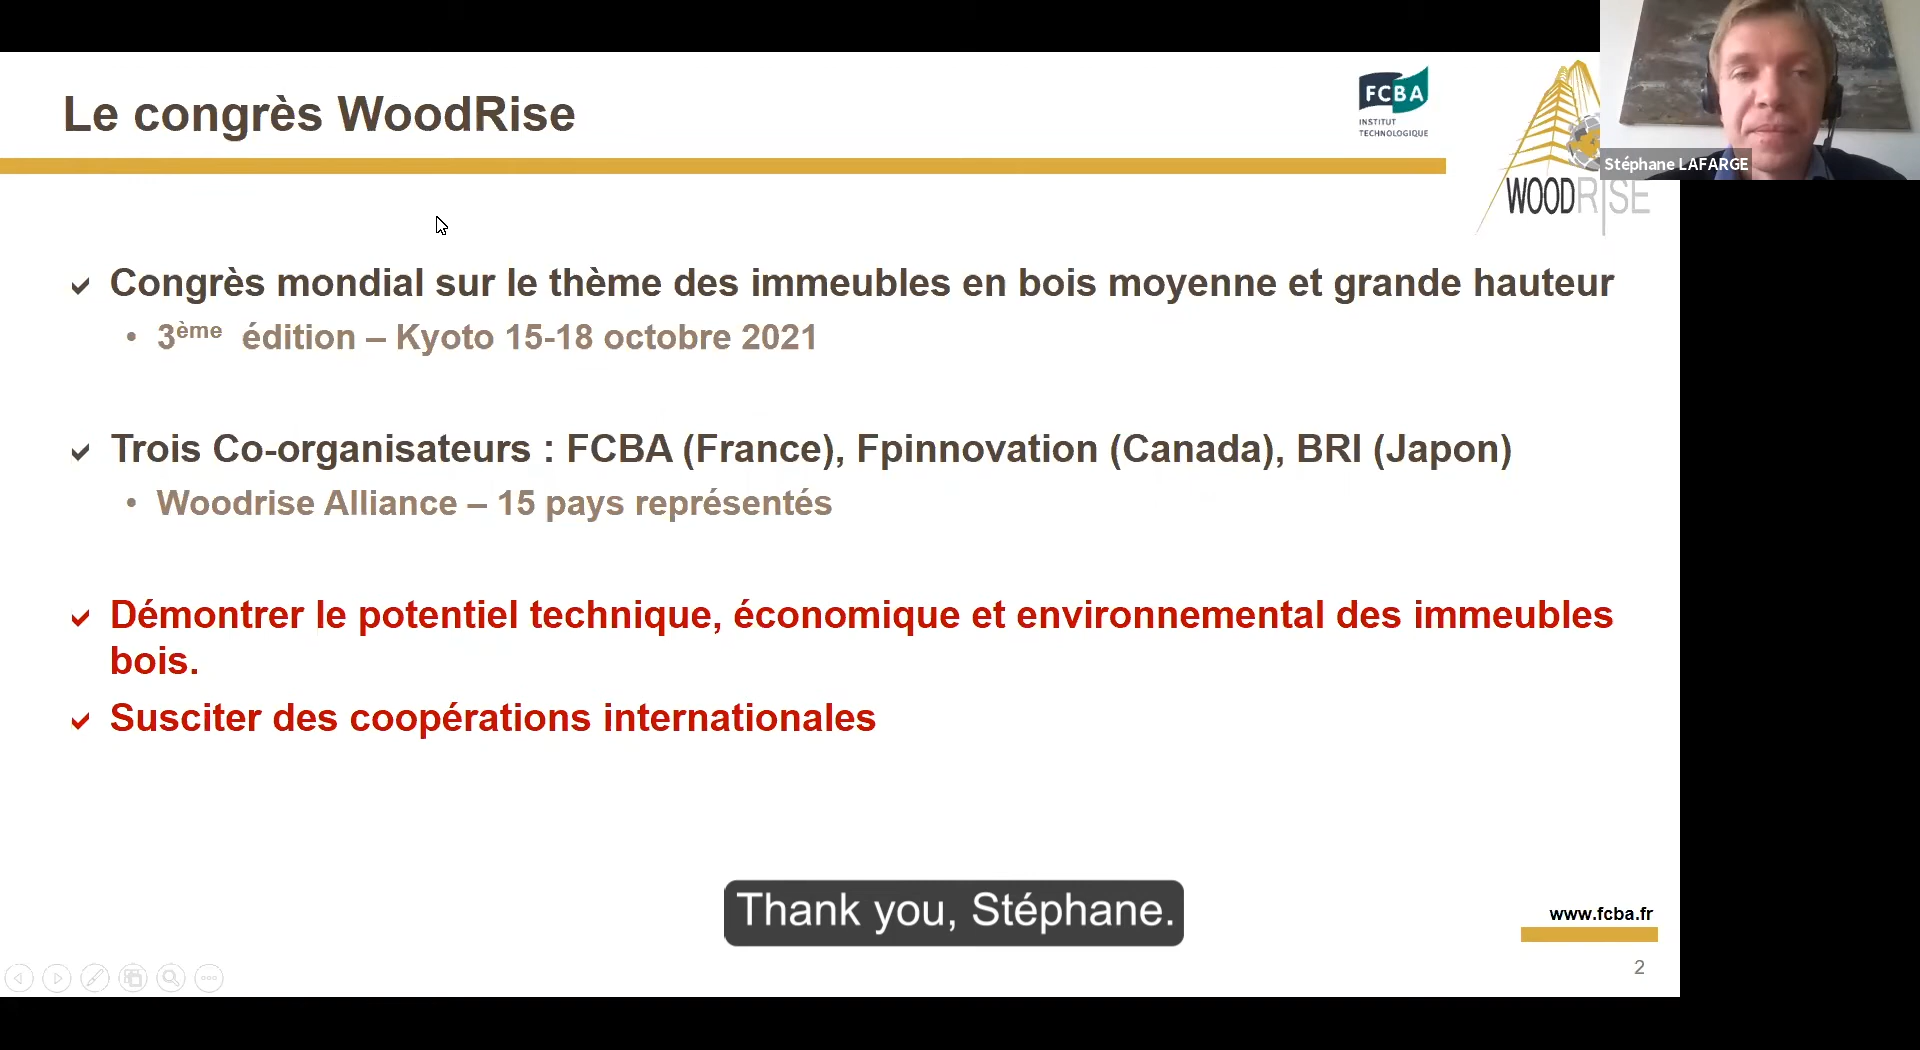 Le congrès WoodRise
FCBA
INSTITUT
TECHNOLOGIQUE
WOODRISE
Stéphane LAFARGE
Congrès mondial sur le thème des immeubles en bois moyenne et grande hauteur
• 3ème édition – Kyoto 15-18 octobre 2021
Trois Co-organisateurs : FCBA (France), Fpinnovation (Canada), BRI (Japon)
• Woodrise Alliance – 15 pays représentés
Démontrer le potentiel technique, économique et environnemental des immeubles
bois.
Susciter des coopérations internationales
Thank you, Stéphane.
www.fcba.fr
2